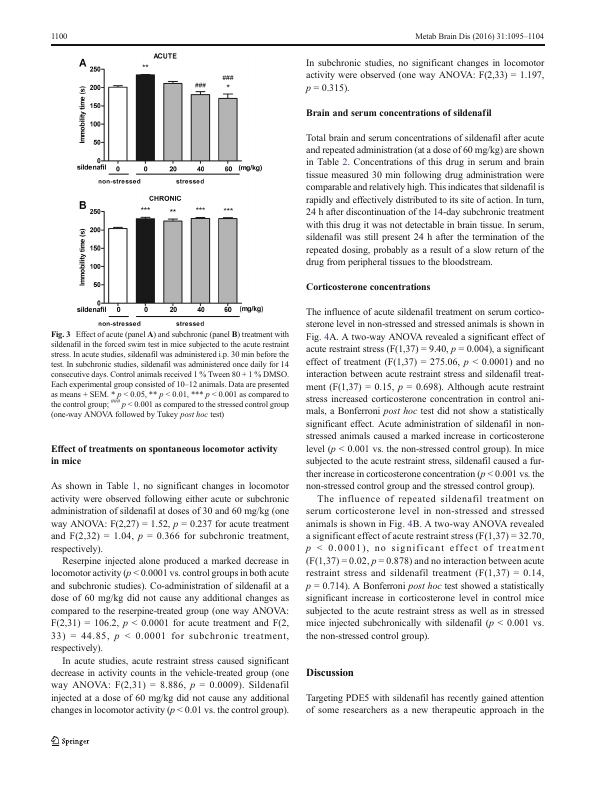 1100
Metab Brain Dis (2016) 31:1095–1104
A
ACUTE
Immobility time (s)
250
200
150
100
50
0
**
###
###
*
sildenafil 0 0 20 40 60 (mg/kg)
non-stressed stressed
B
CHRONIC
Immobility time (s)
250
200
150
100
50
0
*** ** *** ***
sildenafil 0 0 20 40 60 (mg/kg)
non-stressed stressed
Fig. 3 Effect of acute (panel A) and subchronic (panel B) treatment with
sildenafil in the forced swim test in mice subjected to the acute restraint
stress. In acute studies, sildenafil was administered i.p. 30 min before the
test. In subchronic studies, sildenafil was administered once daily for 14
consecutive days. Control animals received 1 % Tween 80 + 1 % DMSO.
Each experimental group consisted of 10–12 animals. Data are presented
as means + SEM. * p < 0.05, ** p < 0.01, *** p < 0.001 as compared to
the control group; ### p < 0.001 as compared to the stressed control group
(one-way ANOVA followed by Tukey post hoc test)
Effect of treatments on spontaneous locomotor activity
in mice
As shown in Table 1, no significant changes in locomotor
activity were observed following either acute or subchronic
administration of sildenafil at doses of 30 and 60 mg/kg (one
way ANOVA: F(2,27) = 1.52, p = 0.237 for acute treatment
and F(2,32) = 1.04, p = 0.366 for subchronic treatment,
respectively).
Reserpine injected alone produced a marked decrease in
locomotor activity (p < 0.0001 vs. control groups in both acute
and subchronic studies). Co-administration of sildenafil at a
dose of 60 mg/kg did not cause any additional changes as
compared to the reserpine-treated group (one way ANOVA:
F(2,31) = 106.2, p < 0.0001 for acute treatment and F(2,
33) = 44.85, p < 0.0001 for subchronic treatment,
respectively).
In acute studies, acute restraint stress caused significant
decrease in activity counts in the vehicle-treated group (one
way ANOVA: F(2,31) = 8.886, p = 0.0009). Sildenafil
injected at a dose of 60 mg/kg did not cause any additional
changes in locomotor activity (p < 0.01 vs. the control group).
In subchronic studies, no significant changes in locomotor
activity were observed (one way ANOVA: F(2,33) = 1.197,
p = 0.315).
Brain and serum concentrations of sildenafil
Total brain and serum concentrations of sildenafil after acute
and repeated administration (at a dose of 60 mg/kg) are shown
in Table 2. Concentrations of this drug in serum and brain
tissue measured 30 min following drug administration were
comparable and relatively high. This indicates that sildenafil is
rapidly and effectively distributed to its site of action. In turn,
24 h after discontinuation of the 14-day subchronic treatment
with this drug it was not detectable in brain tissue. In serum,
sildenafil was still present 24 h after the termination of the
repeated dosing, probably as a result of a slow return of the
drug from peripheral tissues to the bloodstream.
Corticosterone concentrations
The influence of acute sildenafil treatment on serum cortico-
sterone level in non-stressed and stressed animals is shown in
Fig. 4A. A two-way ANOVA revealed a significant effect of
acute restraint stress (F(1,37) = 9.40, p = 0.004), a significant
effect of treatment (F(1,37) = 275.06, p < 0.0001) and no
interaction between acute restraint stress and sildenafil treat-
ment (F(1,37) = 0.15, p = 0.698). Although acute restraint
stress increased corticosterone concentration in control ani-
mals, a Bonferroni post hoc test did not show a statistically
significant effect. Acute administration of sildenafil in non-
stressed animals caused a marked increase in corticosterone
level (p < 0.001 vs. the non-stressed control group). In mice
subjected to the acute restraint stress, sildenafil caused a fur-
ther increase in corticosterone concentration (p < 0.001 vs. the
non-stressed control group and the stressed control group).
The influence of repeated sildenafil treatment on
serum corticosterone level in non-stressed and stressed
animals is shown in Fig. 4B. A two-way ANOVA revealed
a significant effect of acute restraint stress (F(1,37) = 32.70,
p < 0.0001), no significant effect of treatment
(F(1,37) = 0.02, p = 0.878) and no interaction between acute
restraint stress and sildenafil treatment (F(1,37) = 0.14,
p = 0.714). A Bonferroni post-hoc test showed a statistically
significant increase in corticosterone level in control mice
subjected to the acute restraint stress as well as in stressed
mice injected subchronically with sildenafil (p < 0.001 vs.
the non-stressed control group).
Discussion
Targeting PDE5 with sildenafil has recently gained attention
of some researchers as a new therapeutic approach in the
Springer